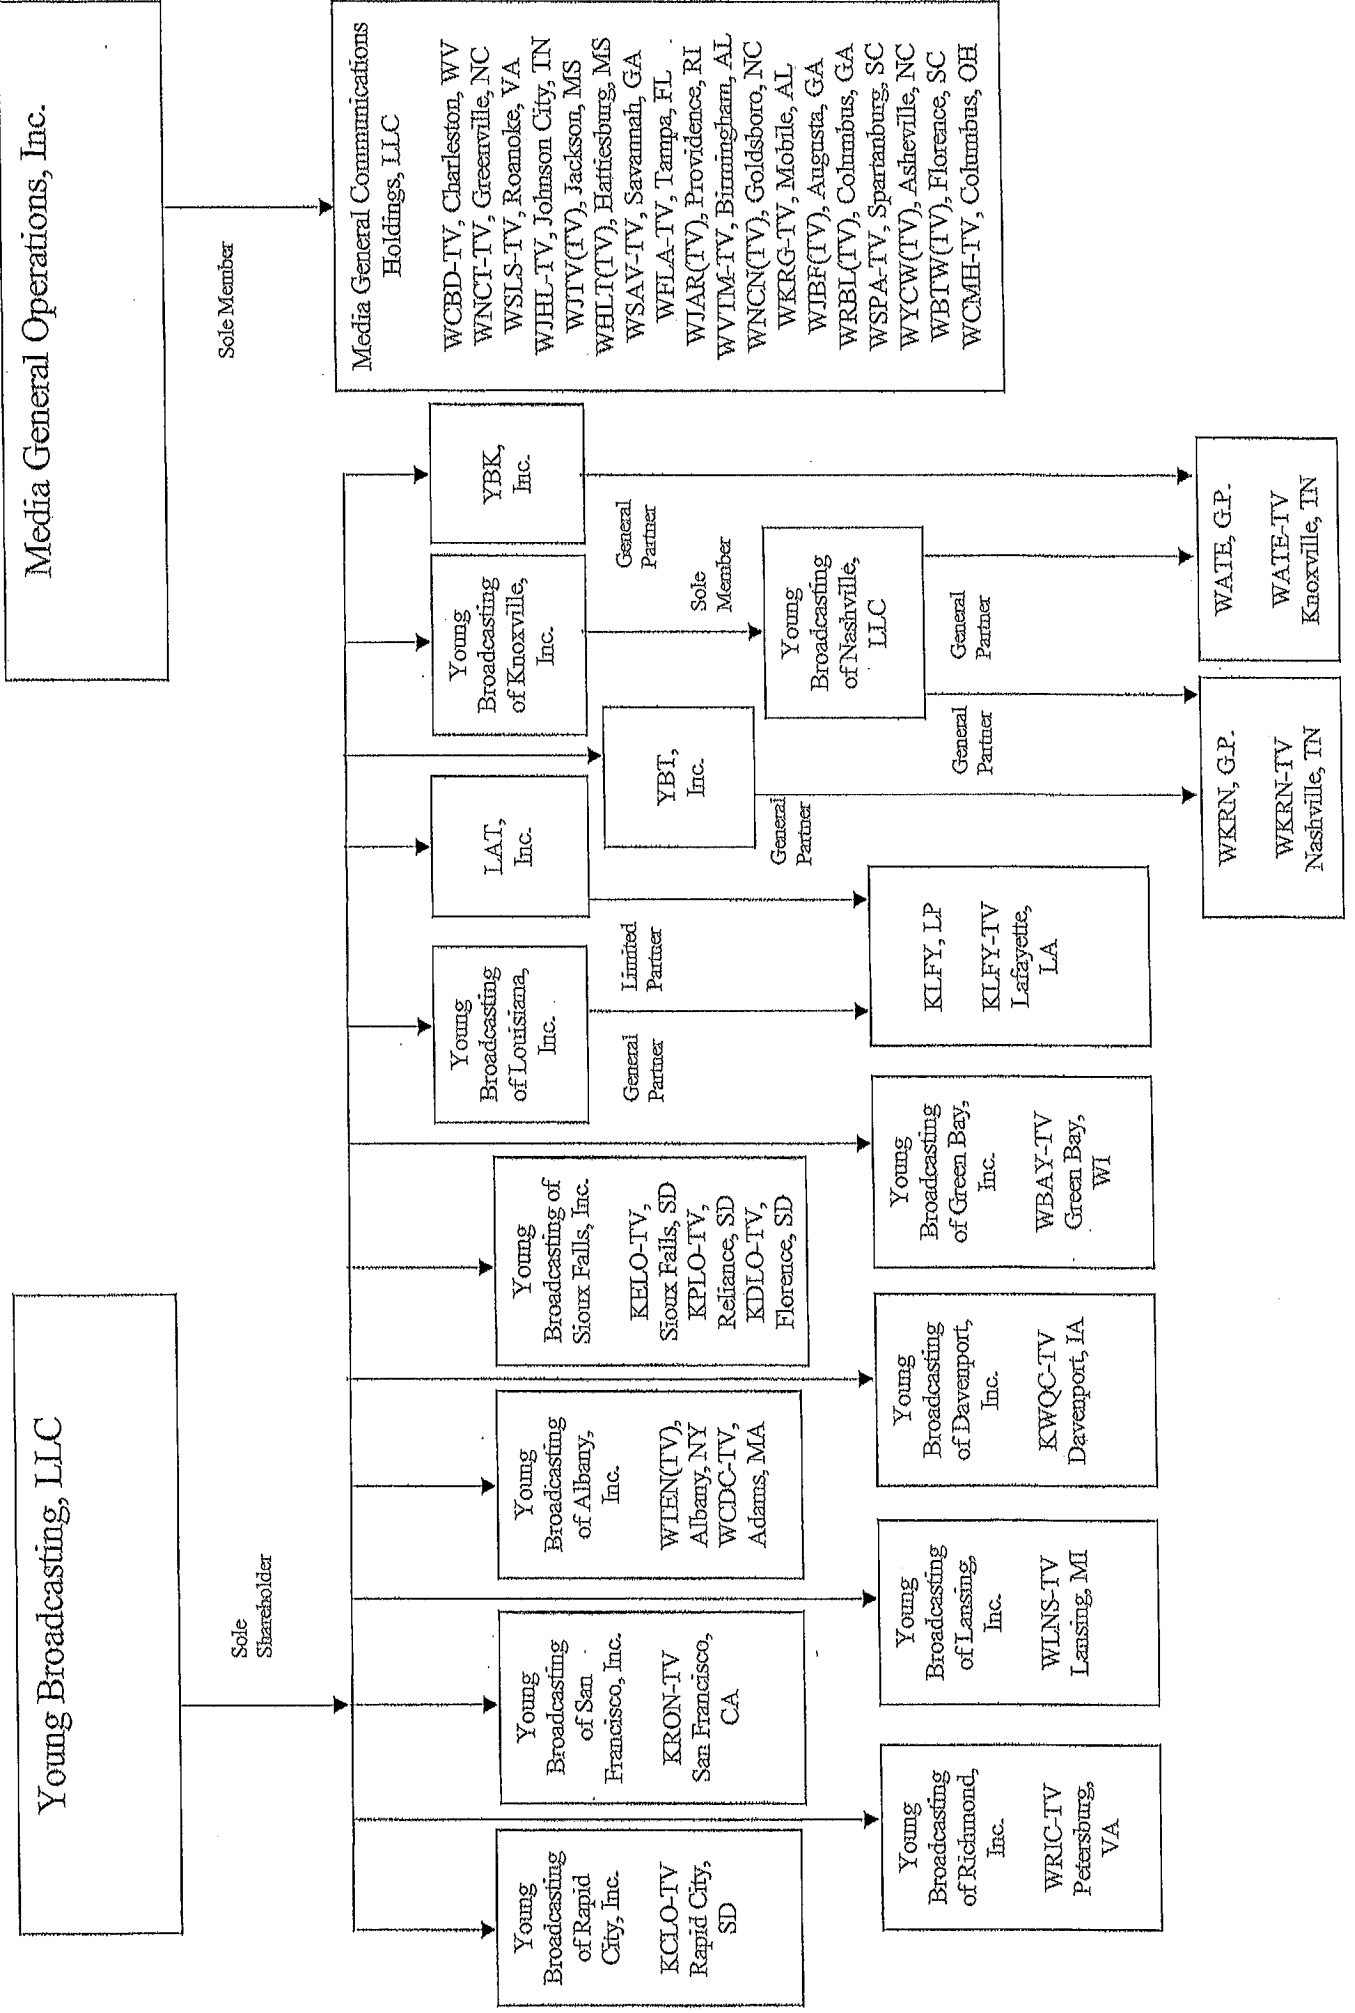 Young Broadcasting, LLC
Media General Operations, Inc.
Sole
Shareholder
Sole Member
Young
Broadcasting
of Rapid
City, Inc.
KCLO-TV
Rapid City,
SD
Young
Broadcasting
of San
Francisco, Inc.
KRON-TV
San Francisco,
CA
Young
Broadcasting
of Albany,
Inc.
WTEN(TV),
Albany, NY
WCDC-TV,
Adams, MA
Young
Broadcasting of
Sioux Falls, Inc.
KELO-TV,
Sioux Falls, SD
KPLO-TV,
Reliance, SD
KDLO-TV,
Florence, SD
Young
Broadcasting
of Louisiana,
Inc.
LAT,
Inc.
Young
Broadcasting
of Knoxville,
Inc.
YBK,
Inc.
Media General Communications
Holdings, LLC
WCBD-TV, Charleston, WV
WNCT-TV, Greenville, NC
WSLS-TV, Roanoke, VA
WJHL-TV, Johnson City, TN
WJTV(TV), Jackson, MS
WHLT(TV), Hattiesburg, MS
WSAV-TV, Savannah, GA
WFLA-TV, Tampa, FL
WJAR(TV), Providence, RI
WVTM-TV, Birmingham, AL
WNCN(TV), Goldsboro, NC
WKRG-TV, Mobile, AL
WJBF(TV), Augusta, GA
WRBL(TV), Columbus, GA
WSPA-TV, Spartanburg, SC
WYCW(TV), Asheville, NC
WBTW(TV), Florence, SC
WCMH-TV, Columbus, OH
General
Partner
Limited
Partner
YBT,
Inc.
General
Partner
Sole
Member
General
Partner
Young
Broadcasting
of Nashville,
LLC
Young
Broadcasting
of Richmond,
Inc.
WRIC-TV
Petersburg,
VA
Young
Broadcasting
of Lansing,
Inc.
WLNS-TV
Lansing, MI
Young
Broadcasting
of Davenport,
Inc.
KWQC-TV
Davenport, IA
Young
Broadcasting
of Green Bay,
Inc.
WBAY-TV
Green Bay,
WI
KLFY, LP
KLFY-TV
Lafayette,
LA
General
Partner
General
Partner
WKRN, G.P.
WKRN-TV
Nashville, TN
WATE, G.P.
WATE-TV
Knoxville, TN